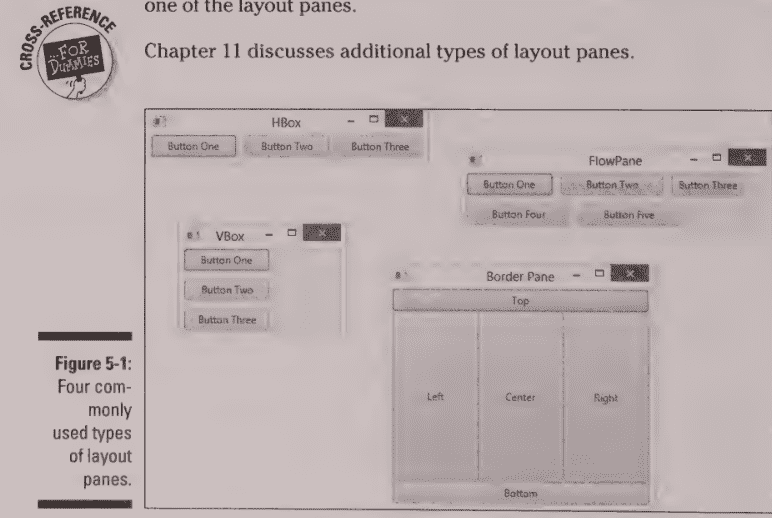 one of the layout panes.
CROSS-REFERENCE
...FOR
DUMMIES
Chapter 11 discusses additional types of layout panes.
HBox
Button One Button Two Button Three
FlowPane
Button One Button Two Button Three
Button Four Button Five
VBox
Button One
Button Two
Button Three
Border Pane
Top
Left Center Right
Bottom
Figure 5-1:
Four com-
monly
used types
of layout
panes.